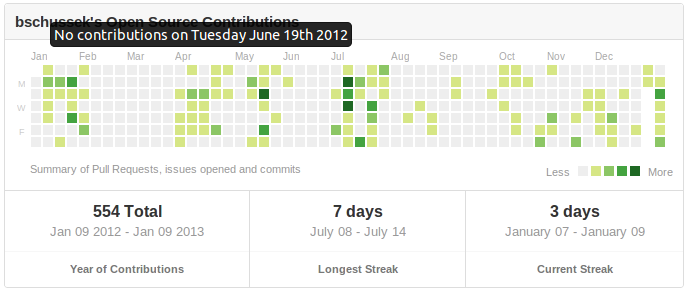 bschussek's Open Source Contributions
No contributions on Tuesday June 19th 2012
Jan Feb Mar Apr May Jun Jul Aug Sep Oct Nov Dec
M
W
F
Summary of Pull Requests, issues opened and commits
Less More
554 Total 7 days 3 days
Jan 09 2012 - Jan 09 2013 July 08 - July 14 January 07 - January 09
Year of Contributions Longest Streak Current Streak